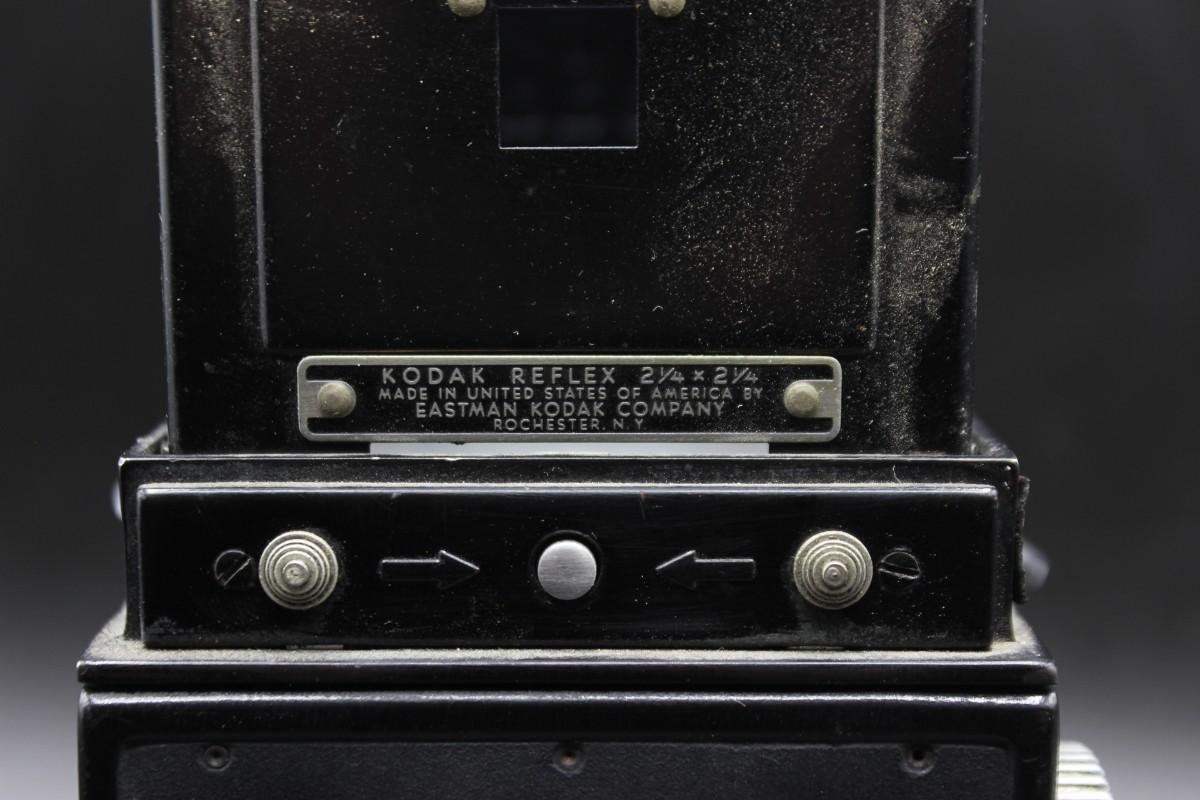 KODAK REFLEX 2¼ × 2¼
MADE IN UNITED STATES OF AMERICA BY
EASTMAN KODAK COMPANY
ROCHESTER, N.Y.